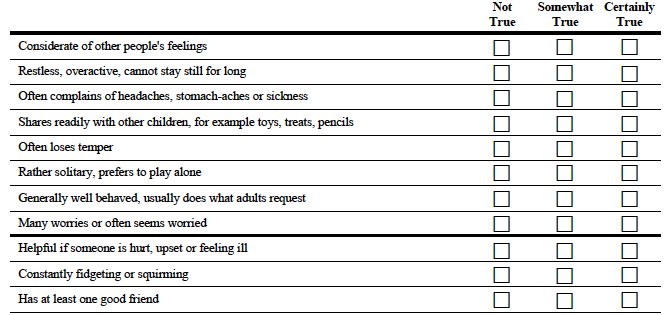 Not Somewhat Certainly
True True True
Considerate of other people's feelings
Restless, overactive, cannot stay still for long
Often complains of headaches, stomach-aches or sickness
Shares readily with other children, for example toys, treats, pencils
Often loses temper
Rather solitary, prefers to play alone
Generally well behaved, usually does what adults request
Many worries or often seems worried
Helpful if someone is hurt, upset or feeling ill
Constantly fidgeting or squirming
Has at least one good friend